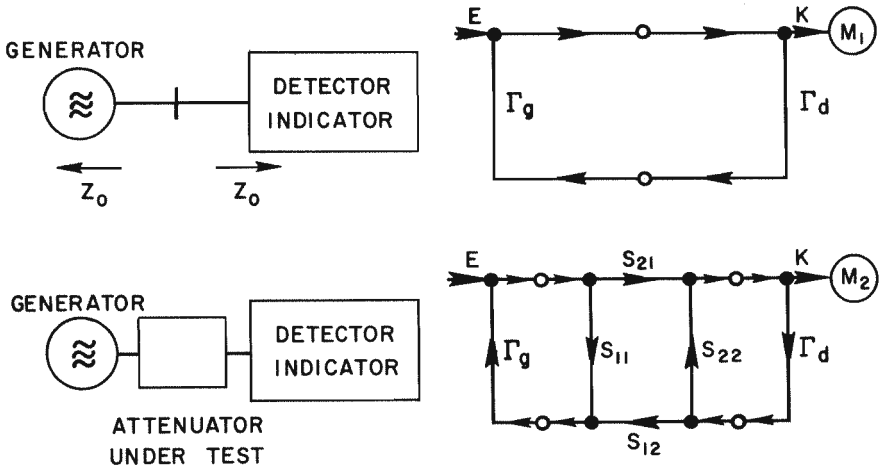 GENERATOR
DETECTOR
INDICATOR
Z₀
Z₀
E
K
M₁
Γg
Γd
GENERATOR
DETECTOR
INDICATOR
ATTENUATOR
UNDER TEST
E
S₂₁
K
M₂
Γg
S₁₁
S₂₂
Γd
S₁₂